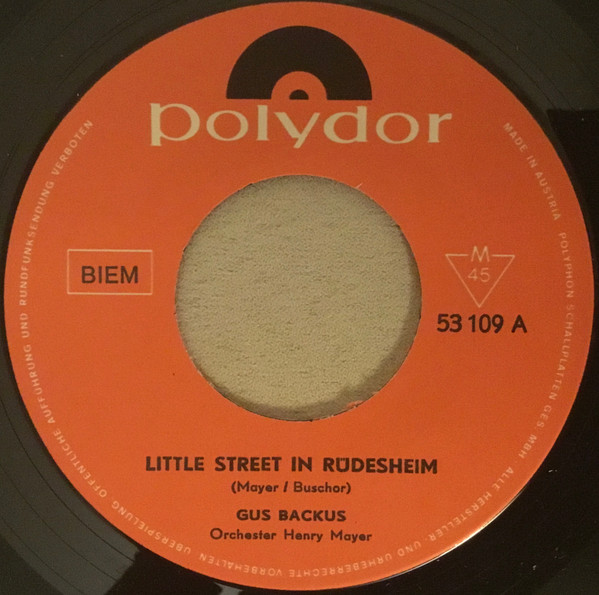 polydor
BIEM
M
45
53 109 A
LITTLE STREET IN RÜDESHEIM
(Mayer / Buschor)
GUS BACKUS
Orchester Henry Mayer
MADE IN AUSTRIA POLYPHON SCHALLPLATTEN GES. MBH · ALLE HERSTELLER- UND URHEBERRECHTE VORBEHALTEN
ÜBERSPIELUNG, ÖFFENTLICHE AUFFÜHRUNG UND RUNDFUNKSENDUNG VERBOTEN